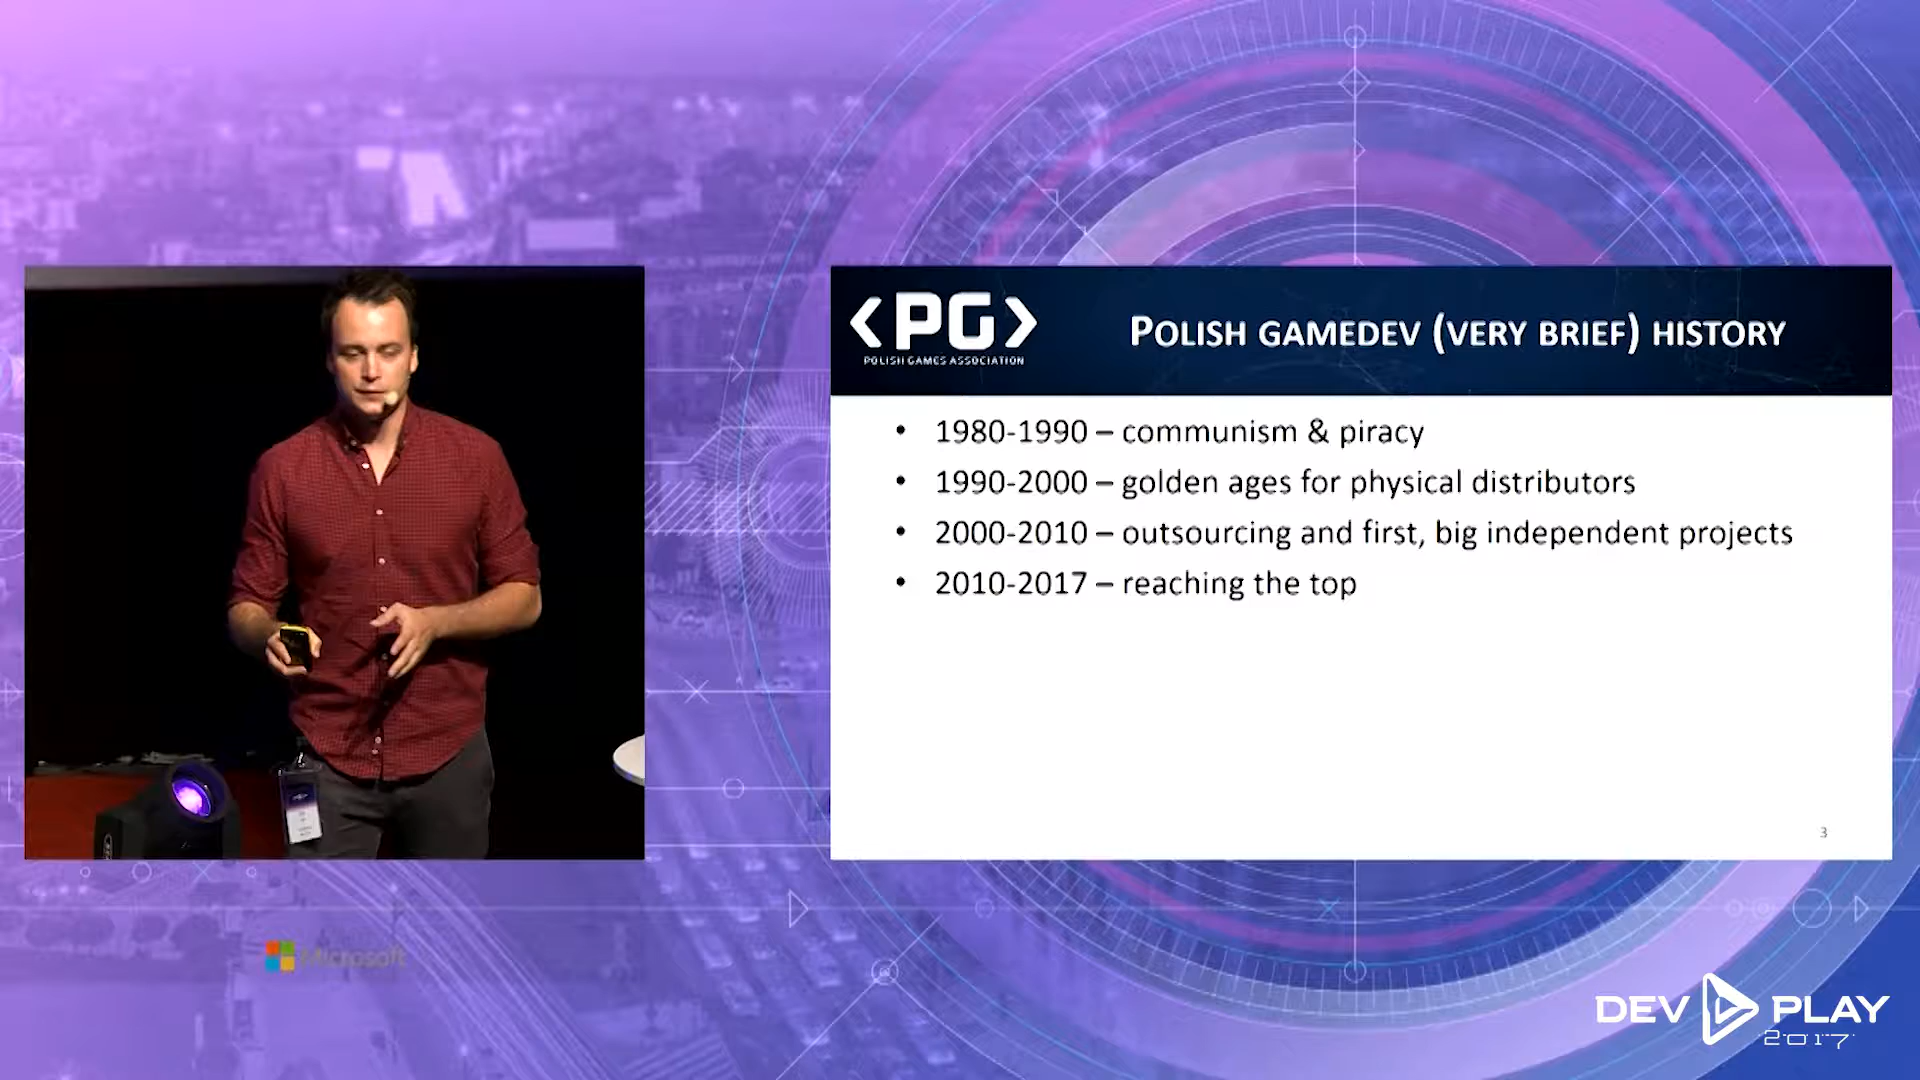 <PG>
POLISH GAMES ASSOCIATION
POLISH GAMEDEV (VERY BRIEF) HISTORY
• 1980-1990 – communism & piracy
• 1990-2000 – golden ages for physical distributors
• 2000-2010 – outsourcing and first, big independent projects
• 2010-2017 – reaching the top
3
Microsoft
DEV PLAY
2017